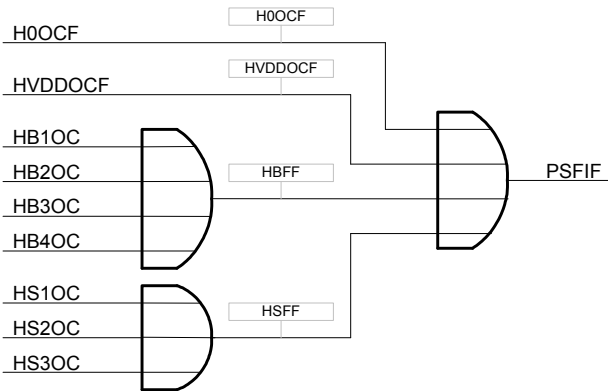 H0OCF
H0OCF
HVDDOCF
HVDDOCF
HB1OC
HB2OC
HBFF
PSFIF
HB3OC
HB4OC
HS1OC
HSFF
HS2OC
HS3OC